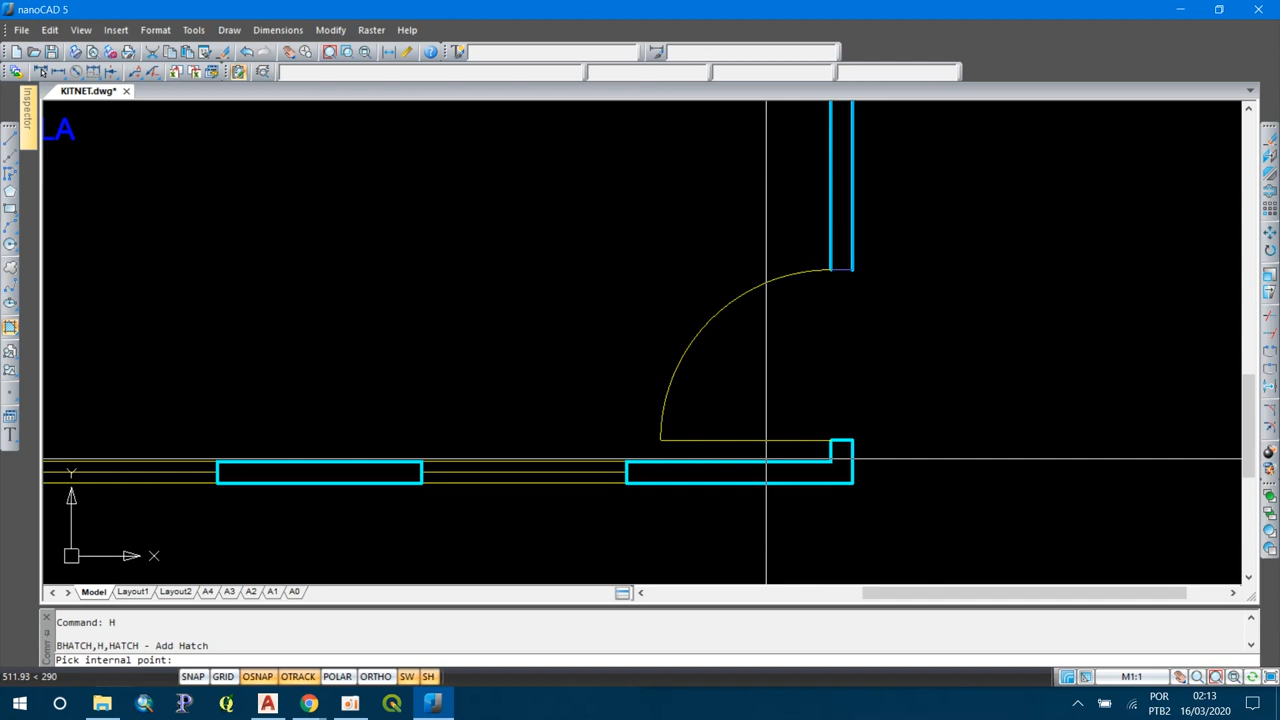 nanoCAD 5
File Edit View Insert Format Tools Draw Dimensions Modify Raster Help
KITNET.dwg*
Inspector
LA
Y
X
Model Layout1 Layout2 A4 A3 A2 A1 A0
Command: H
BHATCH,H,HATCH - Add Hatch
Pick internal point:
511.93 < 290 SNAP GRID OSNAP OTRACK POLAR ORTHO SW SH M1:1
POR 02:13
PTB2 16/03/2020